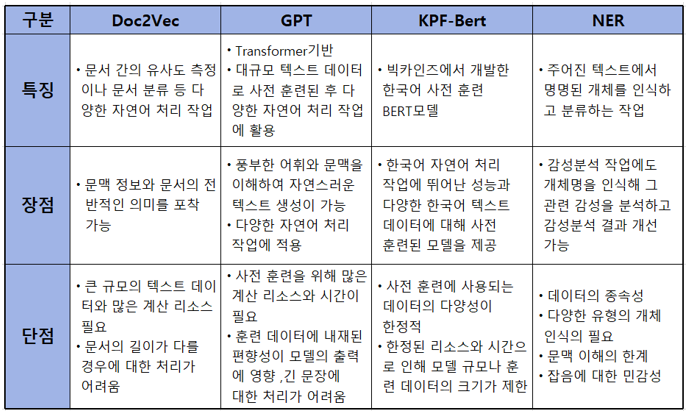 구분
Doc2Vec
GPT
KPF-Bert
NER
특징
• 문서 간의 유사도 측정
이나 문서 분류 등 다
양한 자연어 처리 작업
• Transformer기반
• 대규모 텍스트 데이터
로 사전 훈련된 후 다
양한 자연어 처리 작업
에 활용
• 빅카인즈에서 개발한
한국어 사전 훈련
BERT모델
• 주어진 텍스트에서
명명된 개체를 인식하
고 분류하는 작업
장점
• 문맥 정보와 문서의 전
반적인 의미를 포착
가능
• 풍부한 어휘와 문맥을
이해하여 자연스러운
텍스트 생성이 가능
• 다양한 자연어 처리
작업에 적용
• 한국어 자연어 처리
작업에 뛰어난 성능과
다양한 한국어 텍스트
데이터에 대해 사전
훈련된 모델을 제공
• 감성분석 작업에도
개체명을 인식해 그
관련 감성을 분석하고
감성분석 결과 개선
가능
단점
• 큰 규모의 텍스트 데이
터와 많은 계산 리소스
필요
• 문서의 길이가 다를
경우에 대한 처리가
어려움
• 사전 훈련을 위해 많은
계산 리소스와 시간이
필요
• 훈련 데이터에 내재된
편향성이 모델의 출력
에 영향 ,긴 문장에
대한 처리가 어려움
• 사전 훈련에 사용되는
데이터의 다양성이
한정적
• 한정된 리소스와 시간으
로 인해 모델 규모나 훈
련 데이터의 크기가 제한
• 데이터의 종속성
• 다양한 유형의 개체
인식의 필요
• 문맥 이해의 한계
• 잡음에 대한 민감성